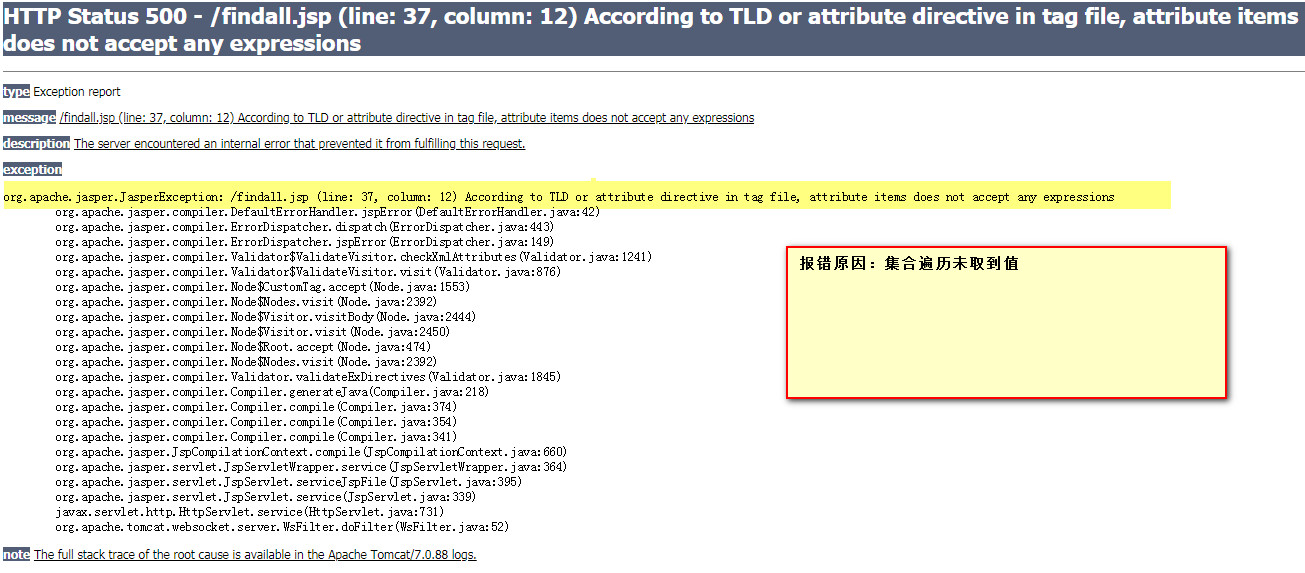 HTTP Status 500 - /findall.jsp (line: 37, column: 12) According to TLD or attribute directive in tag file, attribute items
does not accept any expressions
type Exception report
message /findall.jsp (line: 37, column: 12) According to TLD or attribute directive in tag file, attribute items does not accept any expressions
description The server encountered an internal error that prevented it from fulfilling this request.
exception
org.apache.jasper.JasperException: /findall.jsp (line: 37, column: 12) According to TLD or attribute directive in tag file, attribute items does not accept any expressions
org.apache.jasper.compiler.DefaultErrorHandler.jspError(DefaultErrorHandler.java:42)
org.apache.jasper.compiler.ErrorDispatcher.dispatch(ErrorDispatcher.java:443)
org.apache.jasper.compiler.ErrorDispatcher.jspError(ErrorDispatcher.java:149)
org.apache.jasper.compiler.Validator$ValidateVisitor.checkXmlAttributes(Validator.java:1241)
org.apache.jasper.compiler.Validator$ValidateVisitor.visit(Validator.java:876)
org.apache.jasper.compiler.Node$CustomTag.accept(Node.java:1553)
org.apache.jasper.compiler.Node$Nodes.visit(Node.java:2392)
org.apache.jasper.compiler.Node$Visitor.visitBody(Node.java:2444)
org.apache.jasper.compiler.Node$Visitor.visit(Node.java:2450)
org.apache.jasper.compiler.Node$Root.accept(Node.java:474)
org.apache.jasper.compiler.Node$Nodes.visit(Node.java:2392)
org.apache.jasper.compiler.Validator.validateExDirectives(Validator.java:1845)
org.apache.jasper.compiler.Compiler.generateJava(Compiler.java:218)
org.apache.jasper.compiler.Compiler.compile(Compiler.java:374)
org.apache.jasper.compiler.Compiler.compile(Compiler.java:354)
org.apache.jasper.compiler.Compiler.compile(Compiler.java:341)
org.apache.jasper.JspCompilationContext.compile(JspCompilationContext.java:660)
org.apache.jasper.servlet.JspServletWrapper.service(JspServletWrapper.java:364)
org.apache.jasper.servlet.JspServlet.serviceJspFile(JspServlet.java:395)
org.apache.jasper.servlet.JspServlet.service(JspServlet.java:339)
javax.servlet.http.HttpServlet.service(HttpServlet.java:731)
org.apache.tomcat.websocket.server.WsFilter.doFilter(WsFilter.java:52)
报错原因：集合遍历未取到值
note The full stack trace of the root cause is available in the Apache Tomcat/7.0.88 logs.